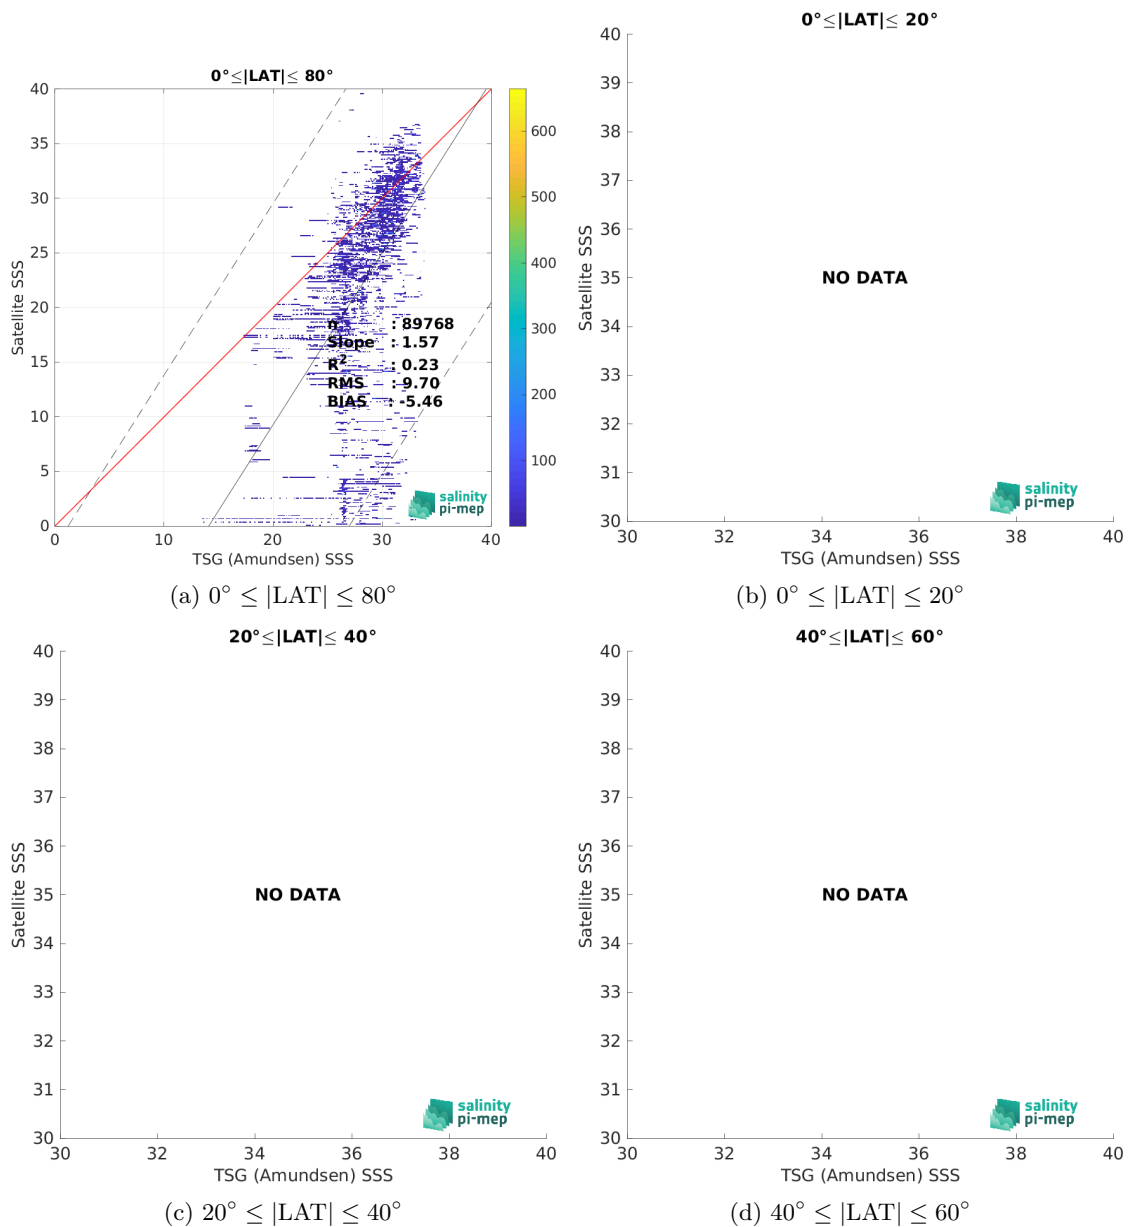 0°≤|LAT|≤ 80°
40
35
30
25
20
15
10
5
0
0
10
20
30
40
Satellite SSS
TSG (Amundsen) SSS
n : 89768
Slope : 1.57
R² : 0.23
RMS : 9.70
BIAS : -5.46
600
500
400
300
200
100
salinity
pi-mep
(a) 0° ≤ |LAT| ≤ 80°
0°≤|LAT|≤ 20°
40
39
38
37
36
35
34
33
32
31
30
30
32
34
36
38
40
Satellite SSS
NO DATA
TSG (Amundsen) SSS
salinity
pi-mep
(b) 0° ≤ |LAT| ≤ 20°
20°≤|LAT|≤ 40°
40
39
38
37
36
35
34
33
32
31
30
30
32
34
36
38
40
Satellite SSS
NO DATA
TSG (Amundsen) SSS
salinity
pi-mep
(c) 20° ≤ |LAT| ≤ 40°
40°≤|LAT|≤ 60°
40
39
38
37
36
35
34
33
32
31
30
30
32
34
36
38
40
Satellite SSS
NO DATA
TSG (Amundsen) SSS
salinity
pi-mep
(d) 40° ≤ |LAT| ≤ 60°